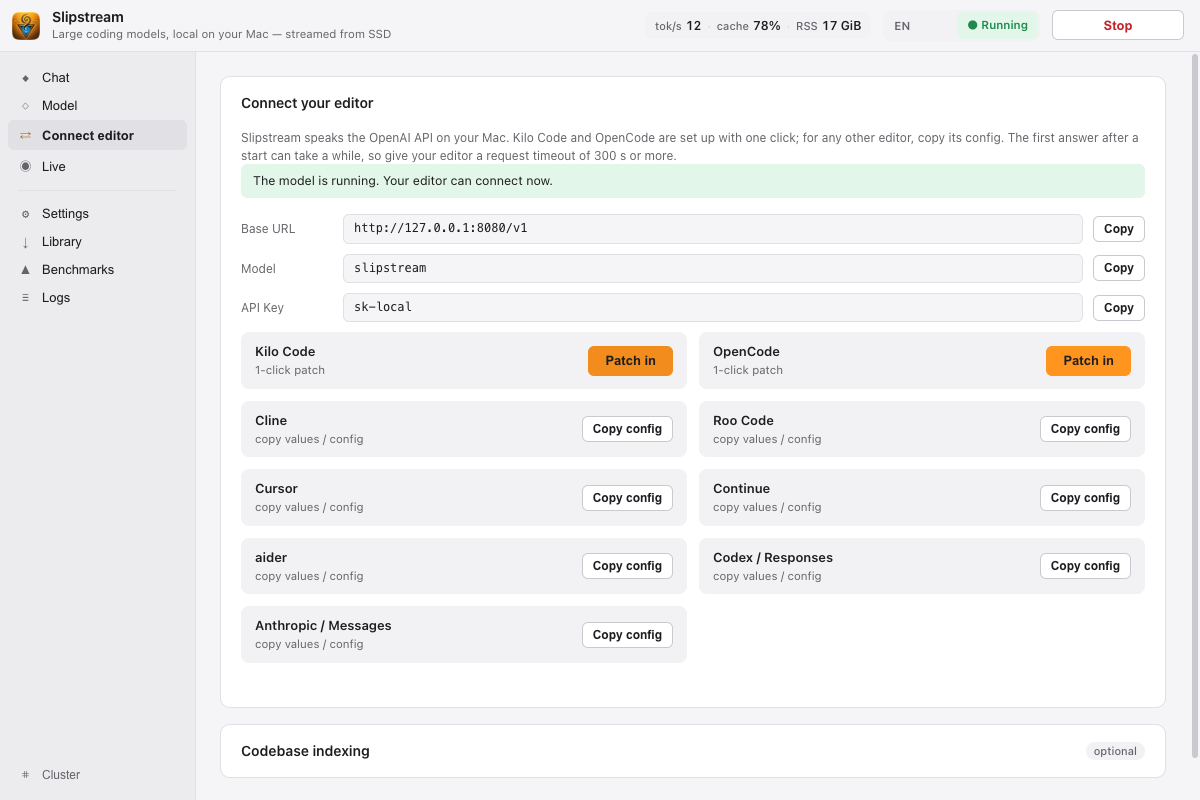 Slipstream
Large coding models, local on your Mac — streamed from SSD
tok/s 12 · cache 78% · RSS 17 GiB
EN
Running
Stop
Chat
Model
Connect editor
Live
Settings
Library
Benchmarks
Logs
Cluster
Connect your editor
Slipstream speaks the OpenAI API on your Mac. Kilo Code and OpenCode are set up with one click; for any other editor, copy its config. The first answer after a
start can take a while, so give your editor a request timeout of 300 s or more.
The model is running. Your editor can connect now.
Base URL
http://127.0.0.1:8080/v1
Copy
Model
slipstream
Copy
API Key
sk-local
Copy
Kilo Code
1-click patch
Patch in
OpenCode
1-click patch
Patch in
Cline
copy values / config
Copy config
Roo Code
copy values / config
Copy config
Cursor
copy values / config
Copy config
Continue
copy values / config
Copy config
aider
copy values / config
Copy config
Codex / Responses
copy values / config
Copy config
Anthropic / Messages
copy values / config
Copy config
Codebase indexing
optional